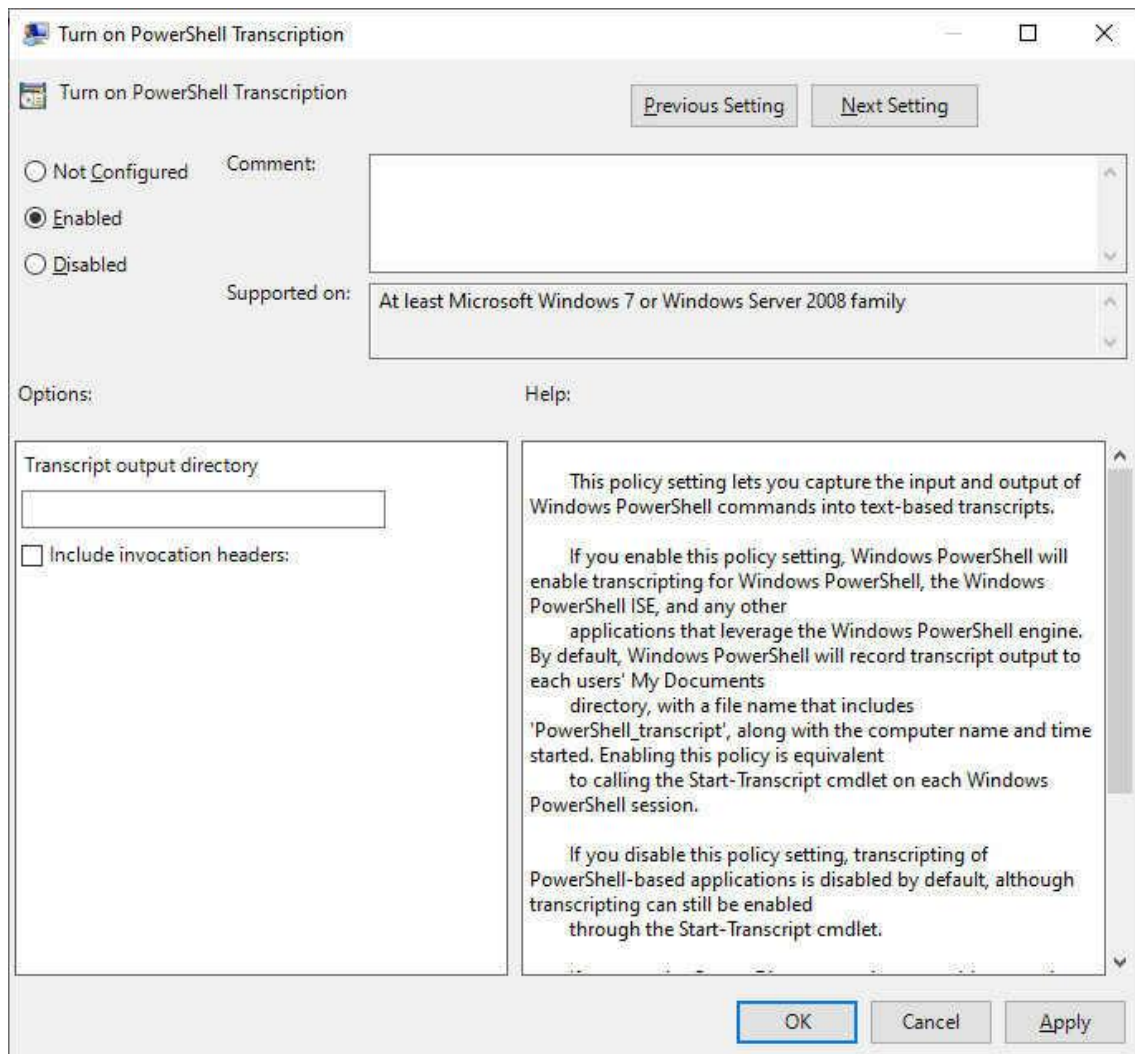 Turn on PowerShell Transcription
Turn on PowerShell Transcription
Previous Setting
Next Setting
Not Configured
Comment:
Enabled
Disabled
Supported on:
At least Microsoft Windows 7 or Windows Server 2008 family
Options:
Help:
Transcript output directory
Include invocation headers:
This policy setting lets you capture the input and output of
Windows PowerShell commands into text-based transcripts.
If you enable this policy setting, Windows PowerShell will
enable transcripting for Windows PowerShell, the Windows
PowerShell ISE, and any other
applications that leverage the Windows PowerShell engine.
By default, Windows PowerShell will record transcript output to
each users' My Documents
directory, with a file name that includes
'PowerShell_transcript', along with the computer name and time
started. Enabling this policy is equivalent
to calling the Start-Transcript cmdlet on each Windows
PowerShell session.
If you disable this policy setting, transcripting of
PowerShell-based applications is disabled by default, although
transcripting can still be enabled
through the Start-Transcript cmdlet.
OK
Cancel
Apply